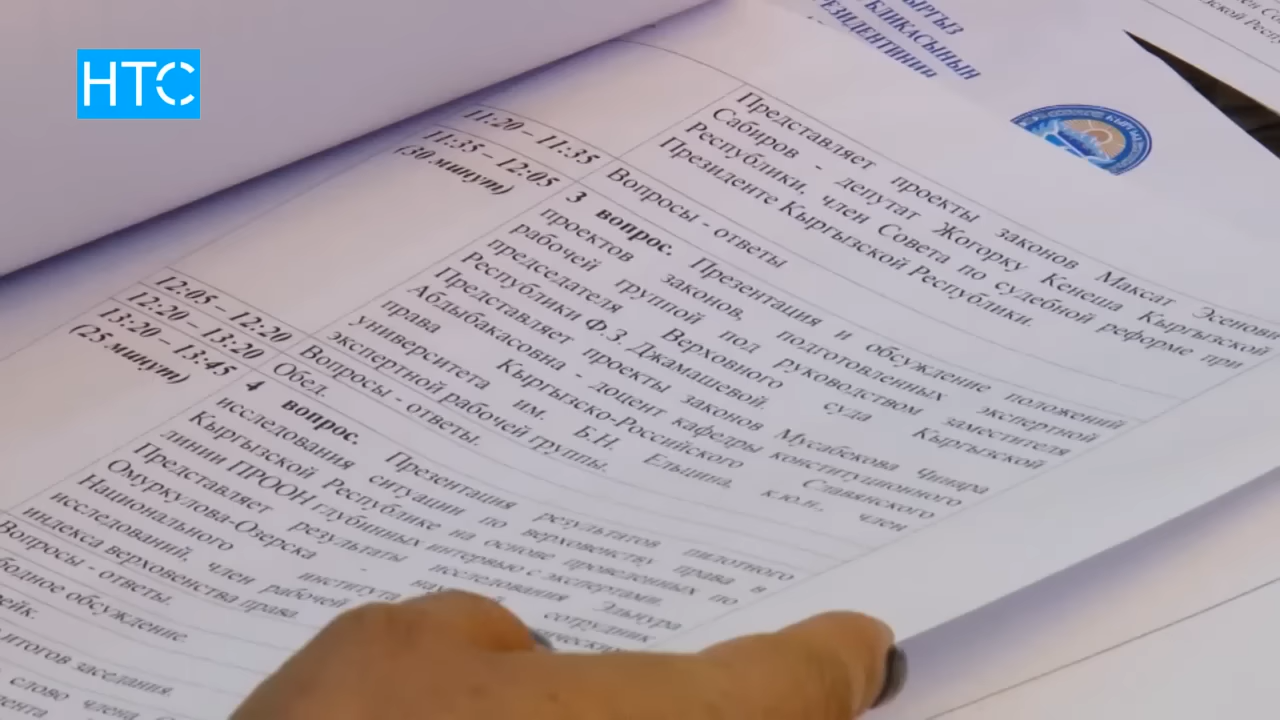 НТС
КЫРГЫЗ
ПРЕЗИДЕНТИНИН
Представляет проекты законов Максат Эсенови
Сабиров - депутат Жогорку Кенеша Кыргызской
Республики, член Совета по судебной реформе при
Президенте Кыргызской Республики.
11:20 – 11:35
Вопросы - ответы
11:35 – 12:05
(30 минут)
3 вопрос. Презентация и обсуждение положений
проектов законов, подготовленных экспертной
рабочей группой под руководством заместителя
председателя Верховного суда Кыргызской
Республики Ф.З. Джамашевой.
Представляет проекты законов Мусабекова Чинара
Абдыбакасовна - доцент кафедры конституционного
права Кыргызско-Российского Славянского
университета им. Б.Н. Ельцина, к.ю.н., член
экспертной рабочей группы.
12:05 – 12:20
Вопросы - ответы.
12:20 – 13:20
Обед.
13:20 – 13:45
(25 минут)
4 вопрос. Презентация результатов пилотного
исследования ситуации по верховенству права в
Кыргызской Республике на основе проведенных по
линии ПРООН глубинных интервью с экспертами.
Представляет результаты исследования Эльнура
Омуркулова-Озерска - сотрудник
Национального института
исследований, член рабочей
индекса верховенства права
Вопросы - ответы.
обсуждение.
итогов заседания.
слово члена